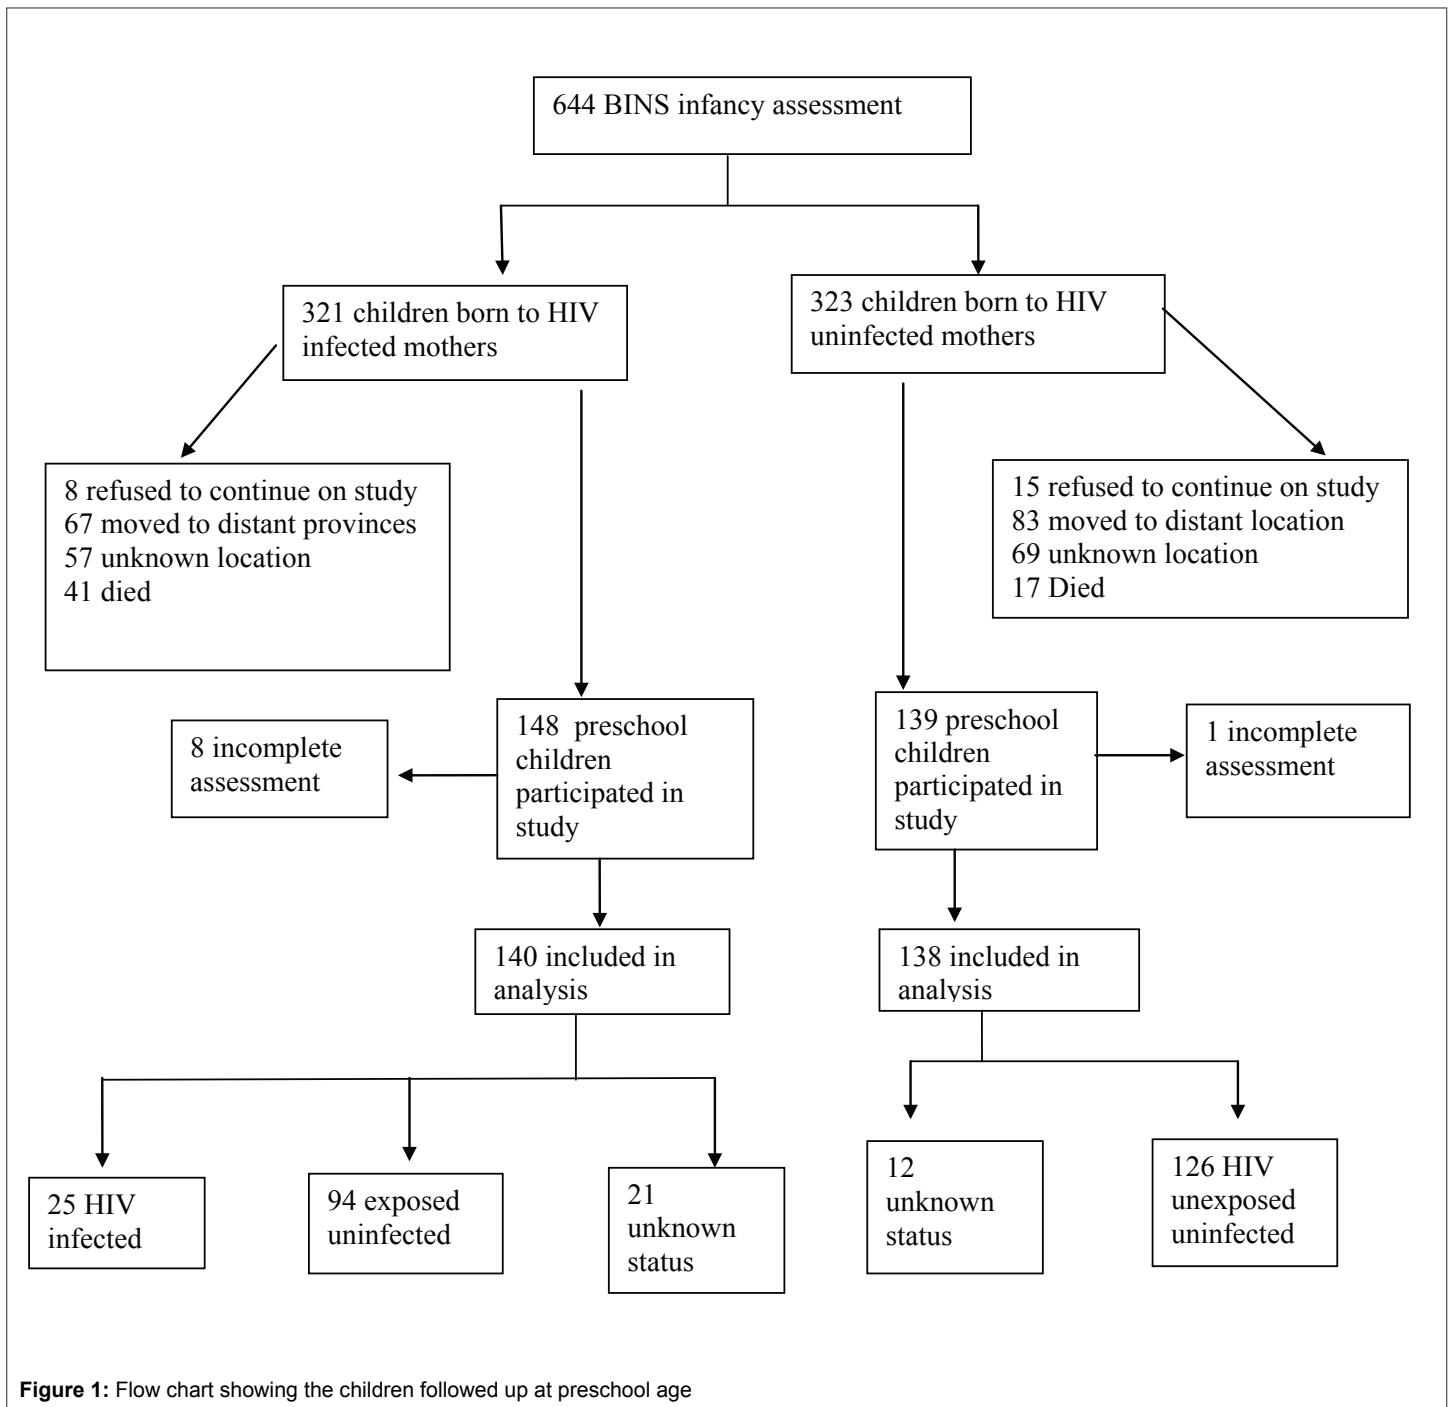 644 BINS infancy assessment
321 children born to HIV
infected mothers
323 children born to HIV
uninfected mothers
8 refused to continue on study
67 moved to distant provinces
57 unknown location
41 died
15 refused to continue on study
83 moved to distant location
69 unknown location
17 Died
8 incomplete
assessment
148 preschool
children
participated in
study
139 preschool
children
participated in
study
1 incomplete
assessment
140 included in
analysis
138 included in
analysis
25 HIV
infected
94 exposed
uninfected
21
unknown
status
12
unknown
status
126 HIV
unexposed
uninfected
Figure 1: Flow chart showing the children followed up at preschool age